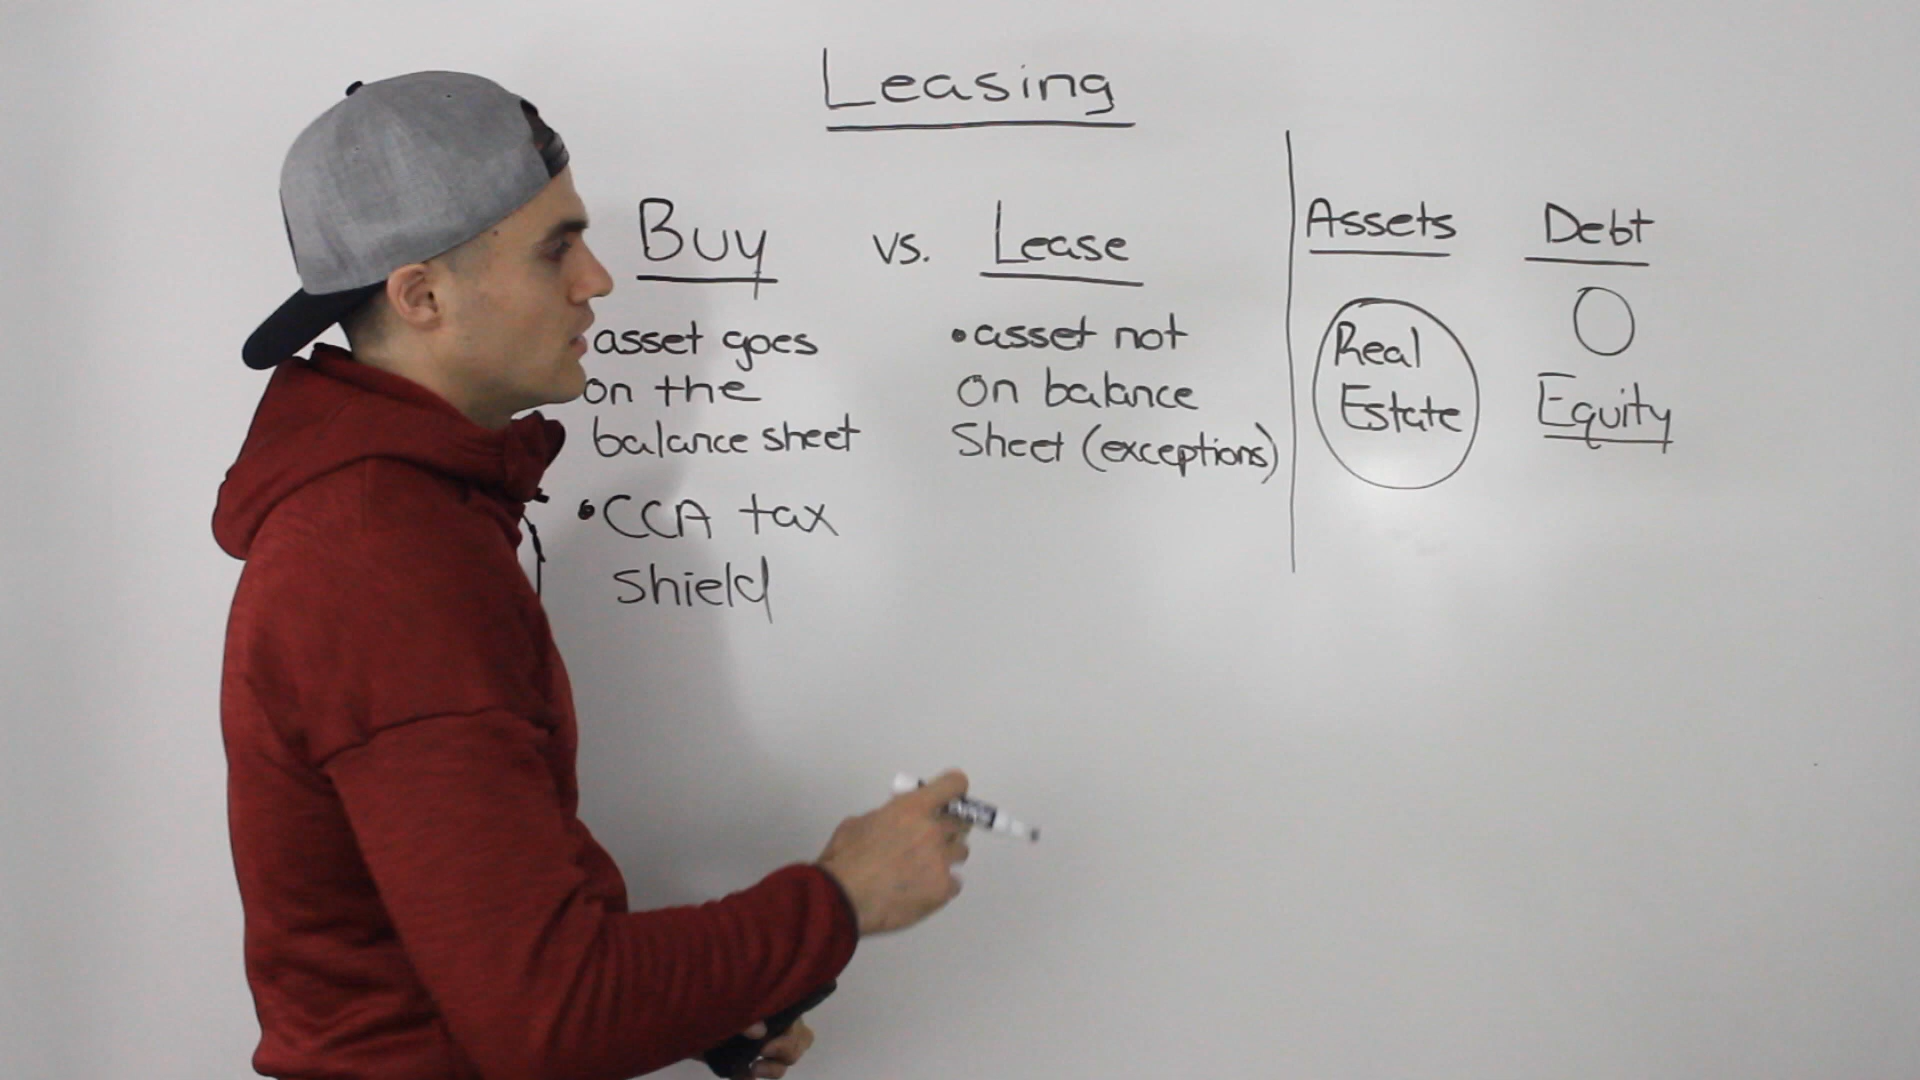 Leasing
Buy vs. Lease
asset goes
on the
balance sheet
•CCA tax
shield
•asset not
on balance
Sheet (exceptions)
Assets
Real
Estate
Debt
Equity